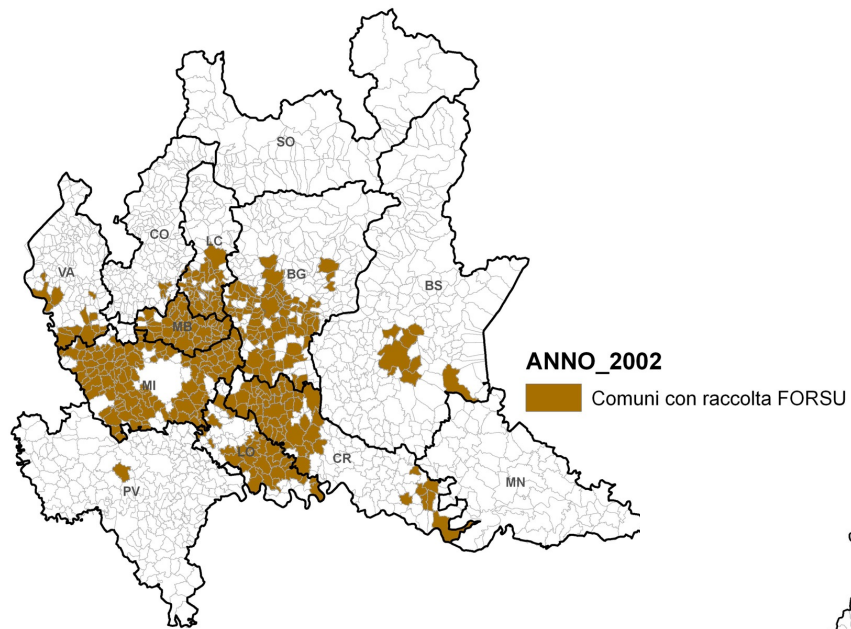 SO
CO
LC
VA
BG
BS
MB
MI
LO
CR
MN
PV
ANNO_2002
Comuni con raccolta FORSU